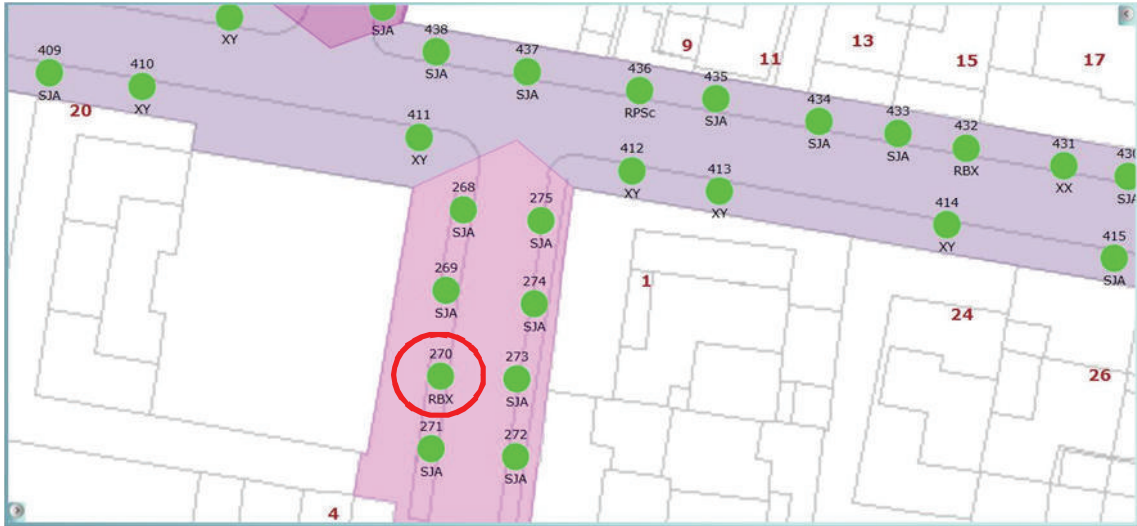 XY
SJA
438
SJA
437
SJA
9
11
13
15
17
409
SJA
410
XY
436
RPSc
435
SJA
434
SJA
433
SJA
432
RBX
431
XX
430
SJA
20
411
XY
412
XY
413
XY
414
XY
415
SJA
268
SJA
275
SJA
269
SJA
274
SJA
1
24
26
270
RBX
273
SJA
271
SJA
272
SJA
4